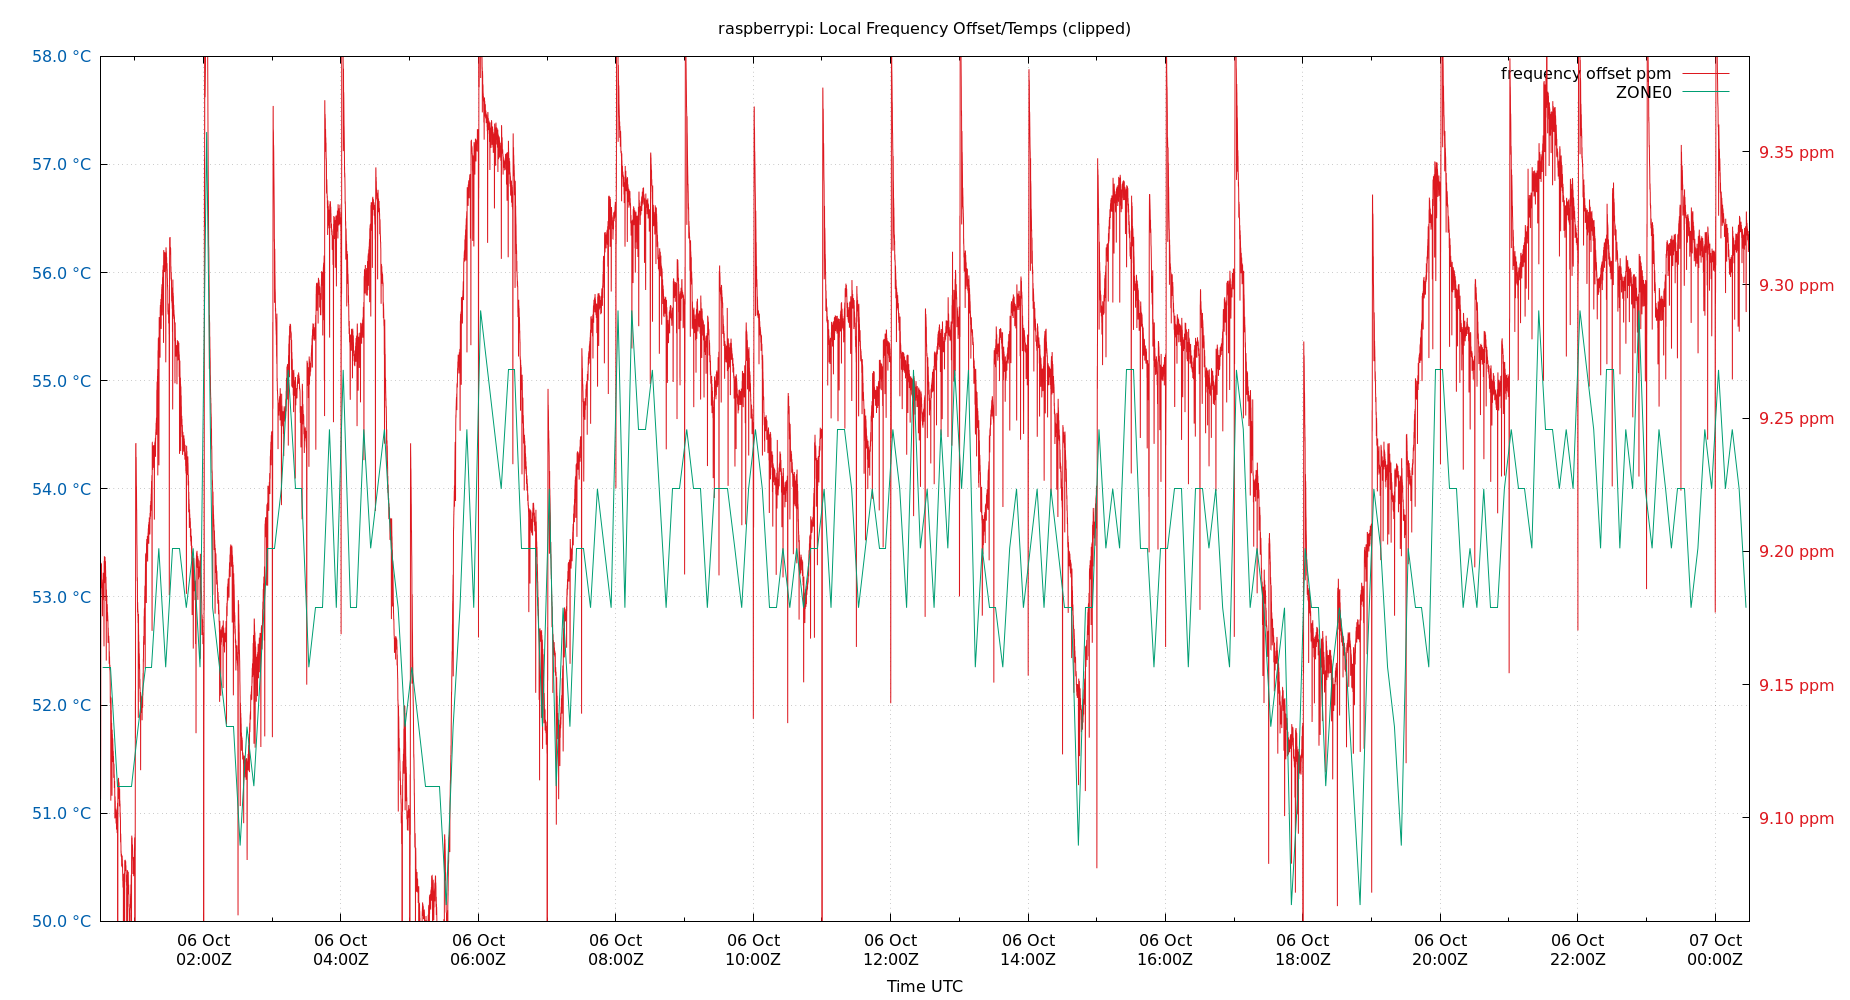 raspberrypi: Local Frequency Offset/Temps (clipped)
58.0 °C
57.0 °C
56.0 °C
55.0 °C
54.0 °C
53.0 °C
52.0 °C
51.0 °C
50.0 °C
frequency offset ppm
ZONE0
9.35 ppm
9.30 ppm
9.25 ppm
9.20 ppm
9.15 ppm
9.10 ppm
06 Oct 06 Oct 06 Oct 06 Oct 06 Oct 06 Oct 06 Oct 06 Oct 06 Oct 06 Oct 06 Oct 07 Oct
02:00Z 04:00Z 06:00Z 08:00Z 10:00Z 12:00Z 14:00Z 16:00Z 18:00Z 20:00Z 22:00Z 00:00Z
Time UTC